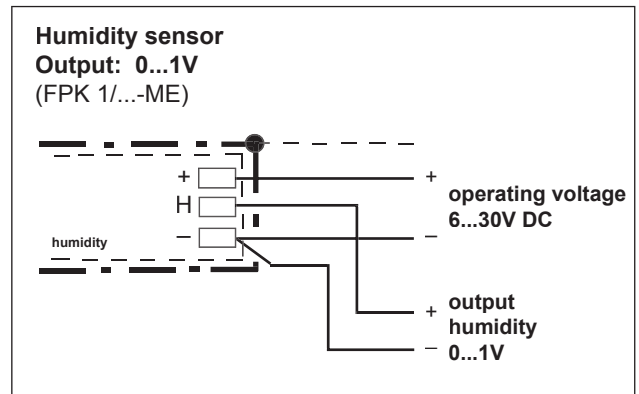 Humidity sensor
Output: 0...1V
(FPK 1/...-ME)
+
+
operating voltage
H
6...30V DC
humidity
–
–
+
output
humidity
–
0...1V